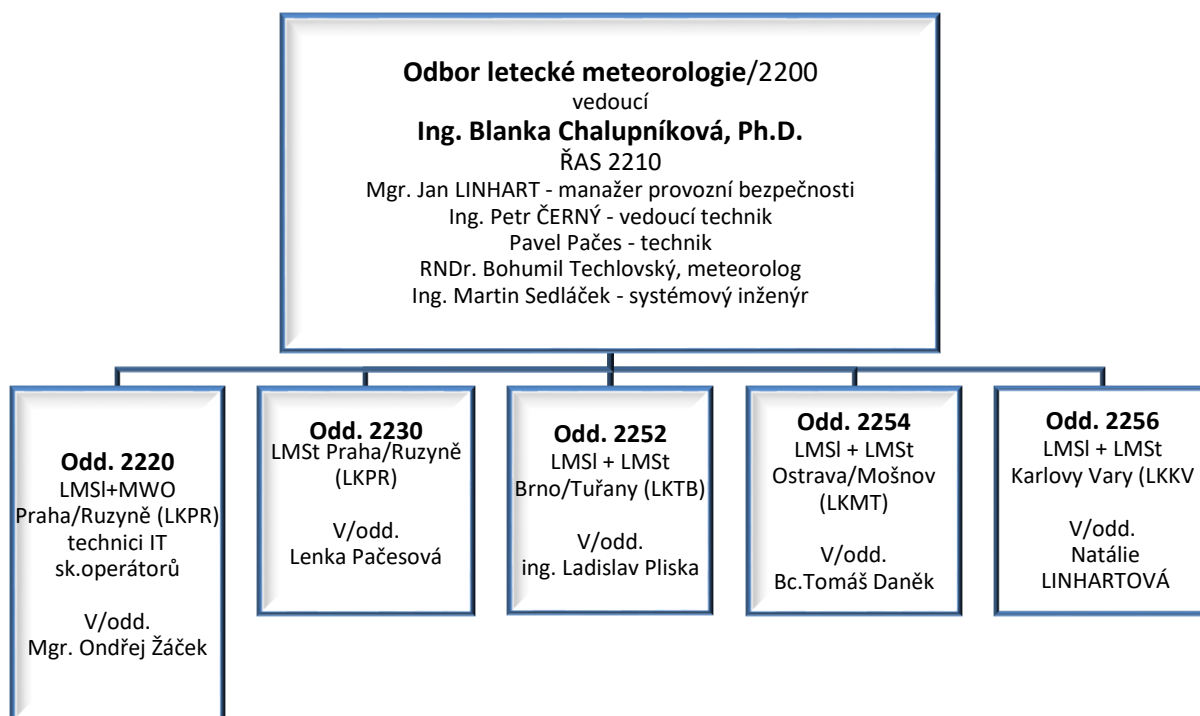 Odbor letecké meteorologie/2200
vedoucí
Ing. Blanka Chalupníková, Ph.D.
ŘAS 2210
Mgr. Jan LINHART - manažer provozní bezpečnosti
Ing. Petr ČERNÝ - vedoucí technik
Pavel Pačes - technik
RNDr. Bohumil Techlovský, meteorolog
Ing. Martin Sedláček - systémový inženýr
Odd. 2220
LMSl+MWO
Praha/Ruzyně (LKPR)
technici IT
sk.operátorů
V/odd.
Mgr. Ondřej Žáček
Odd. 2230
LMSt Praha/Ruzyně
(LKPR)
V/odd.
Lenka Pačesová
Odd. 2252
LMSl + LMSt
Brno/Tuřany (LKTB)
V/odd.
ing. Ladislav Pliska
Odd. 2254
LMSl + LMSt
Ostrava/Mošnov
(LKMT)
V/odd.
Bc.Tomáš Daněk
Odd. 2256
LMSl + LMSt
Karlovy Vary (LKKV
V/odd.
Natálie
LINHARTOVÁ